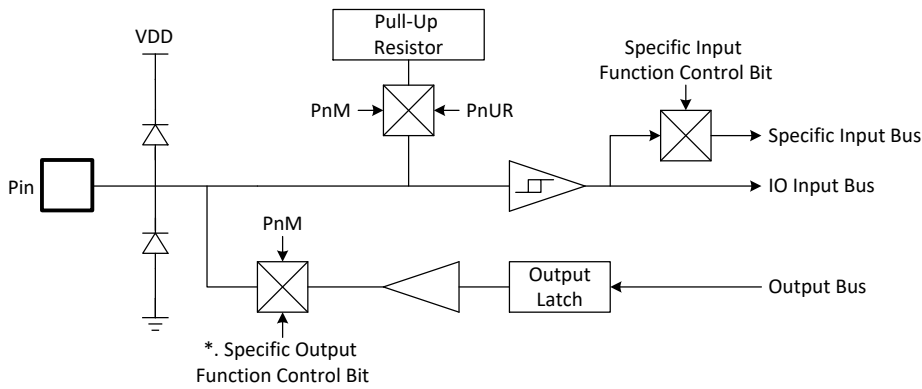 Pull-Up
Resistor
VDD
Specific Input
Function Control Bit
PnM
PnUR
Specific Input Bus
Pin
IO Input Bus
PnM
Output
Latch
Output Bus
*. Specific Output
Function Control Bit